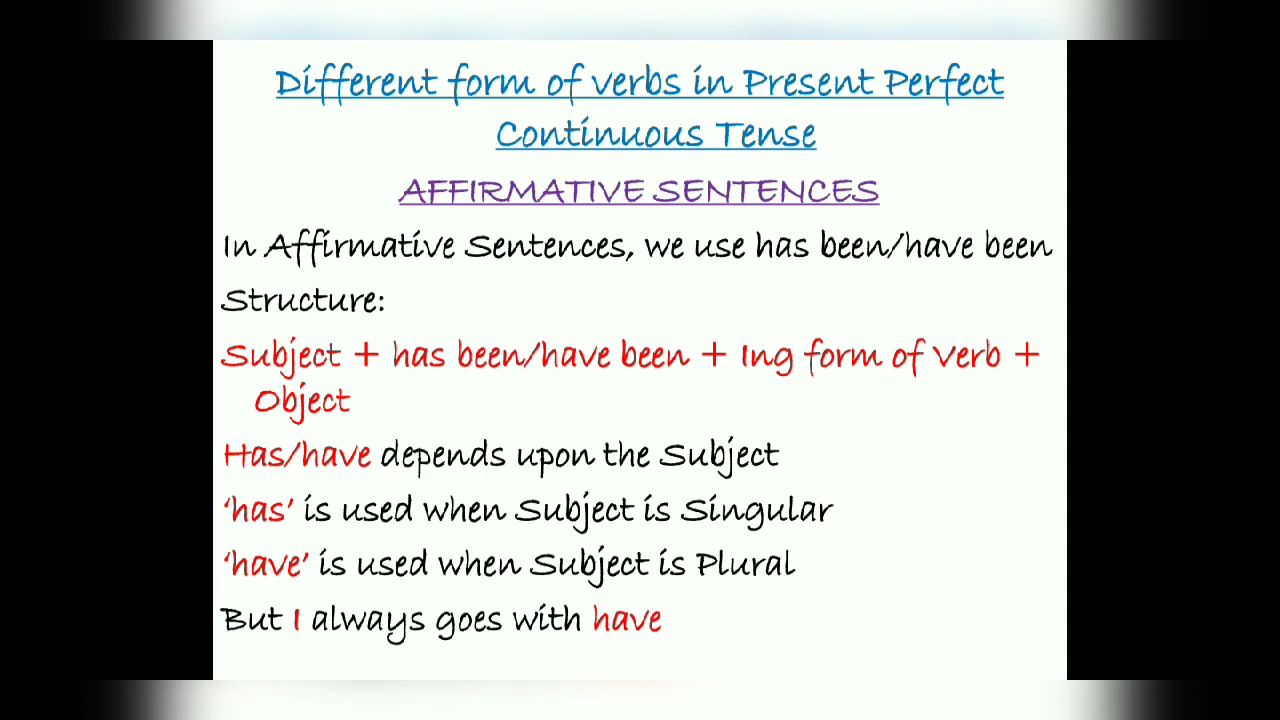 Different form of verbs in Present Perfect
Continuous Tense
AFFIRMATIVE SENTENCES
In Affirmative Sentences, we use has been/have been
Structure:
Subject + has been/have been + Ing form of Verb +
Object
Has/have depends upon the Subject
‘has’ is used when Subject is Singular
‘have’ is used when Subject is Plural
But I always goes with have